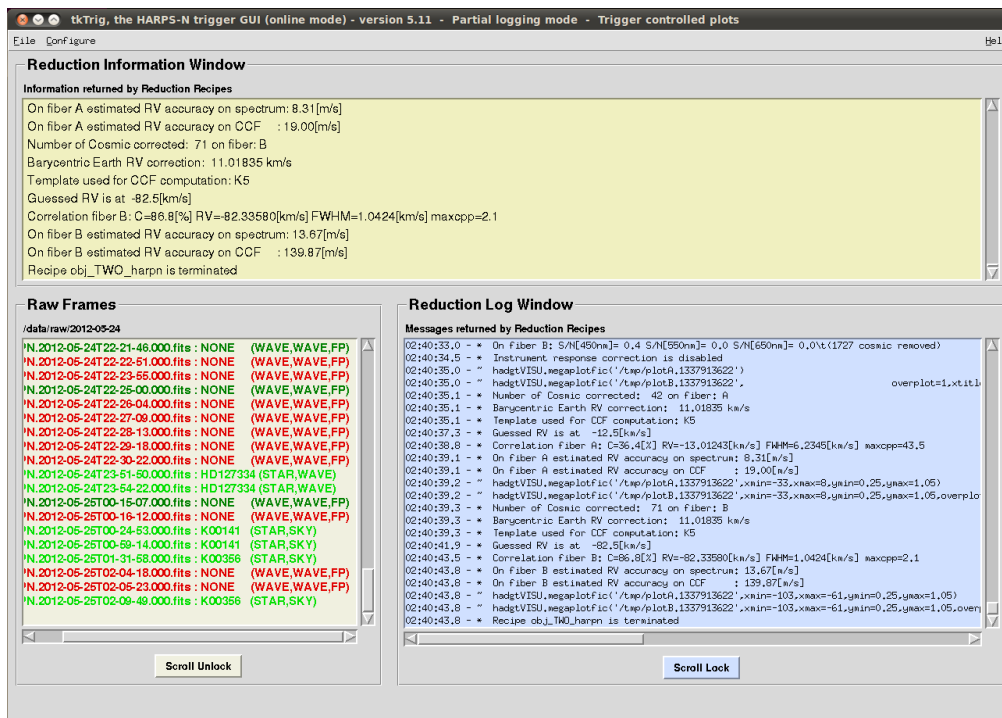 tkTrig, the HARPS-N trigger GUI (online mode) - version 5.11 - Partial logging mode - Trigger controlled plots
File Configure
Reduction Information Window
Information returned by Reduction Recipes
On fiber A estimated RV accuracy on spectrum: 8.31[m/s]
On fiber A estimated RV accuracy on CCF : 19.00[m/s]
Number of Cosmic corrected: 71 on fiber: B
Barycentric Earth RV correction: 11.01835 km/s
Template used for CCF computation: K5
Guessed RV is at -82.5[km/s]
Correlation fiber B: C=86.8[%] RV=-82.33580[km/s] FWHM=1.0424[km/s] maxcpp=2.1
On fiber B estimated RV accuracy on spectrum: 13.67[m/s]
On fiber B estimated RV accuracy on CCF : 139.87[m/s]
Recipe obj_TWO_harpn is terminated
Raw Frames
/data/raw/2012-05-24
N.2012-05-24T22-21-46.000.fits : NONE (WAVE,WAVE,FP)
N.2012-05-24T22-22-51.000.fits : NONE (WAVE,WAVE,FP)
N.2012-05-24T22-23-55.000.fits : NONE (WAVE,WAVE,FP)
N.2012-05-24T22-25-00.000.fits : NONE (WAVE,WAVE,FP)
N.2012-05-24T22-26-04.000.fits : NONE (WAVE,WAVE,FP)
N.2012-05-24T22-27-09.000.fits : NONE (WAVE,WAVE,FP)
N.2012-05-24T22-28-13.000.fits : NONE (WAVE,WAVE,FP)
N.2012-05-24T22-29-18.000.fits : NONE (WAVE,WAVE,FP)
N.2012-05-24T22-30-22.000.fits : NONE (WAVE,WAVE,FP)
N.2012-05-24T23-51-50.000.fits : HD127334 (STAR,WAVE)
N.2012-05-24T23-54-22.000.fits : HD127334 (STAR,WAVE)
N.2012-05-25T00-15-07.000.fits : NONE (WAVE,WAVE,FP)
N.2012-05-25T00-16-12.000.fits : NONE (WAVE,WAVE,FP)
N.2012-05-25T00-24-53.000.fits : K00141 (STAR,SKY)
N.2012-05-25T00-59-14.000.fits : K00141 (STAR,SKY)
N.2012-05-25T01-31-58.000.fits : K00356 (STAR,SKY)
N.2012-05-25T02-04-18.000.fits : NONE (WAVE,WAVE,FP)
N.2012-05-25T02-05-23.000.fits : NONE (WAVE,WAVE,FP)
N.2012-05-25T02-09-49.000.fits : K00356 (STAR,SKY)
Scroll Unlock
Reduction Log Window
Messages returned by Reduction Recipes
02:40:33.0 - * On fiber B: S/N[450nm]= 0.4 S/N[550nm]= 0.0 S/N[650nm]= 0.0\t(1727 cosmic removed)
02:40:34.5 - * Instrument response correction is disabled
02:40:35.0 - ~ hadgtVISU.megaplotfic('/tmp/plotA.1337913622')
02:40:35.0 - ~ hadgtVISU.megaplotfic('/tmp/plotB.1337913622', overplot=1,xtitl
02:40:35.1 - * Number of Cosmic corrected: 42 on fiber: A
02:40:35.1 - * Barycentric Earth RV correction: 11.01835 km/s
02:40:35.1 - * Template used for CCF computation: K5
02:40:37.3 - * Guessed RV is at -12.5[km/s]
02:40:38.8 - * Correlation fiber A: C=36.4[%] RV=-13.01243[km/s] FWHM=6.2345[km/s] maxcpp=43.5
02:40:39.1 - * On fiber A estimated RV accuracy on spectrum: 8.31[m/s]
02:40:39.1 - * On fiber A estimated RV accuracy on CCF : 19.00[m/s]
02:40:39.2 - ~ hadgtVISU.megaplotfic('/tmp/plotA.1337913622',xmin=-33,xmax=8,ymin=0.25,ymax=1.05)
02:40:39.2 - ~ hadgtVISU.megaplotfic('/tmp/plotB.1337913622',xmin=-33,xmax=8,ymin=0.25,ymax=1.05,overplo
02:40:39.3 - * Number of Cosmic corrected: 71 on fiber: B
02:40:39.3 - * Barycentric Earth RV correction: 11.01835 km/s
02:40:39.3 - * Template used for CCF computation: K5
02:40:41.9 - * Guessed RV is at -82.5[km/s]
02:40:43.5 - * Correlation fiber B: C=86.8[%] RV=-82.33580[km/s] FWHM=1.0424[km/s] maxcpp=2.1
02:40:43.8 - * On fiber B estimated RV accuracy on spectrum: 13.67[m/s]
02:40:43.8 - * On fiber B estimated RV accuracy on CCF : 139.87[m/s]
02:40:43.8 - ~ hadgtVISU.megaplotfic('/tmp/plotA.1337913622',xmin=-103,xmax=-61,ymin=0.25,ymax=1.05)
02:40:43.8 - ~ hadgtVISU.megaplotfic('/tmp/plotB.1337913622',xmin=-103,xmax=-61,ymin=0.25,ymax=1.05,over
02:40:43.8 - * Recipe obj_TWO_harpn is terminated
Scroll Lock